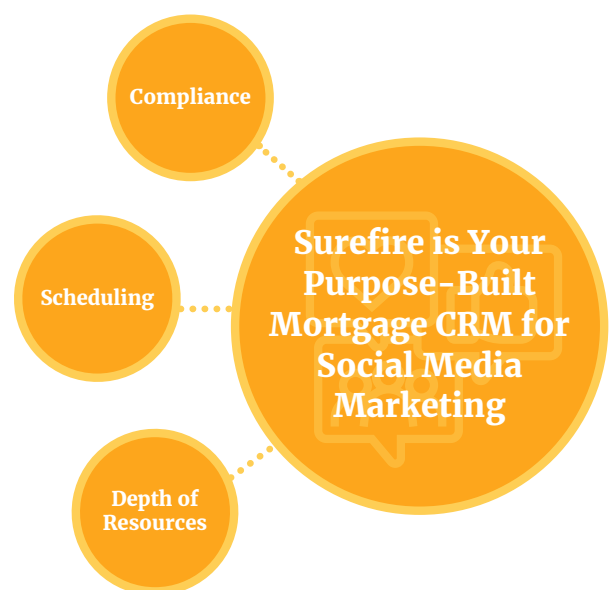 Compliance
Surefire is Your
Purpose-Built
Mortgage CRM for
Social Media
Marketing
Scheduling
Depth of
Resources